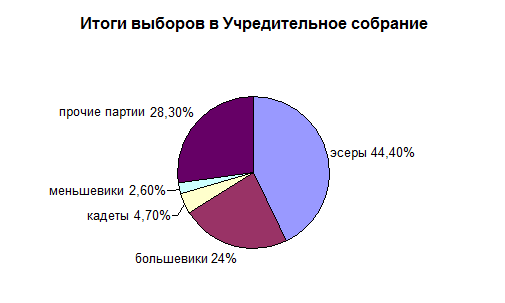 Итоги выборов в Учредительное собрание
прочие партии 28,30%
эсеры 44,40%
меньшевики 2,60%
кадеты 4,70%
большевики 24%